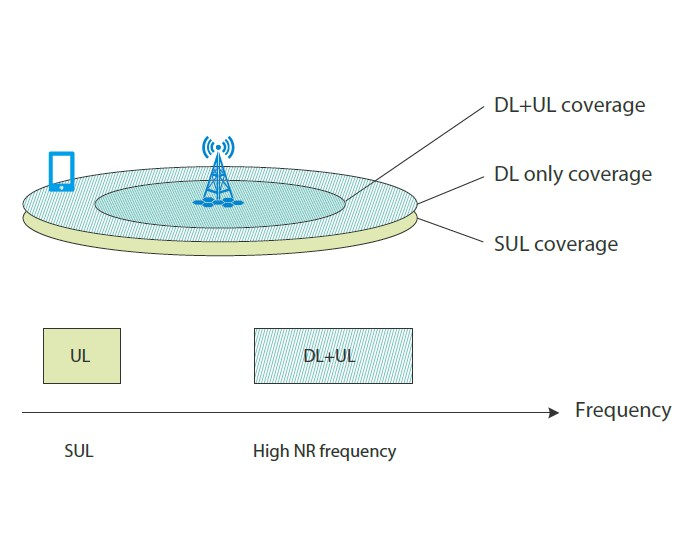 DL+UL coverage
DL only coverage
SUL coverage
UL
DL+UL
Frequency
SUL
High NR frequency